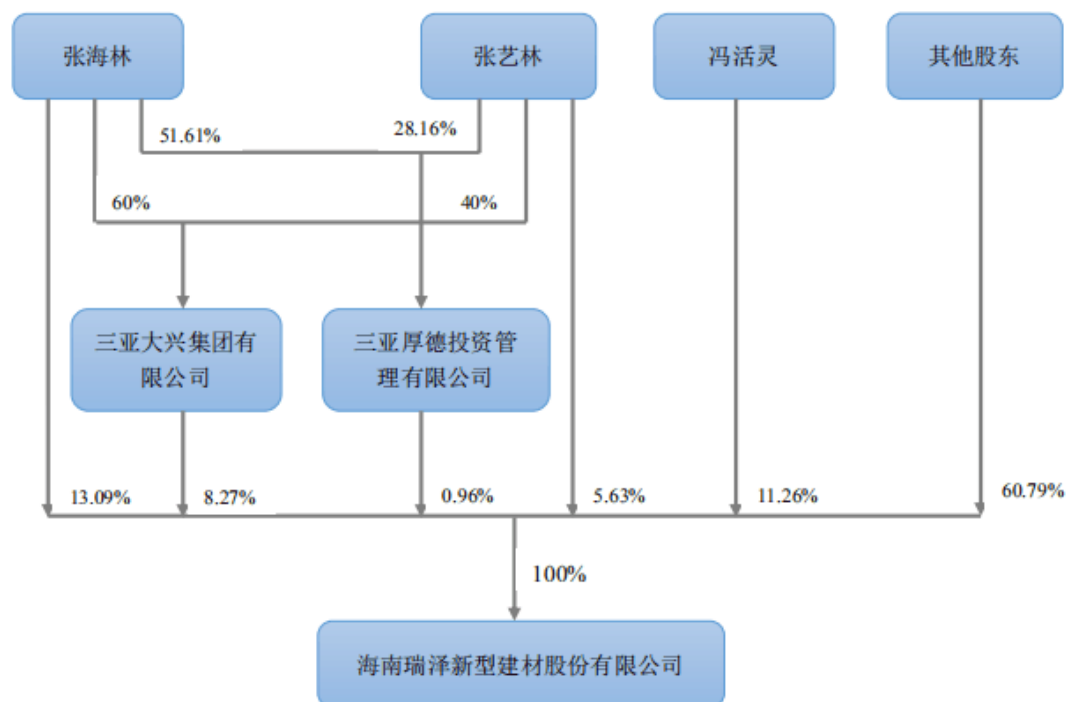 张海林
张艺林
冯活灵
其他股东
51.61%
28.16%
60%
40%
三亚大兴集团有
限公司
三亚厚德投资管
理有限公司
13.09%
8.27%
0.96%
5.63%
11.26%
60.79%
100%
海南瑞泽新型建材股份有限公司